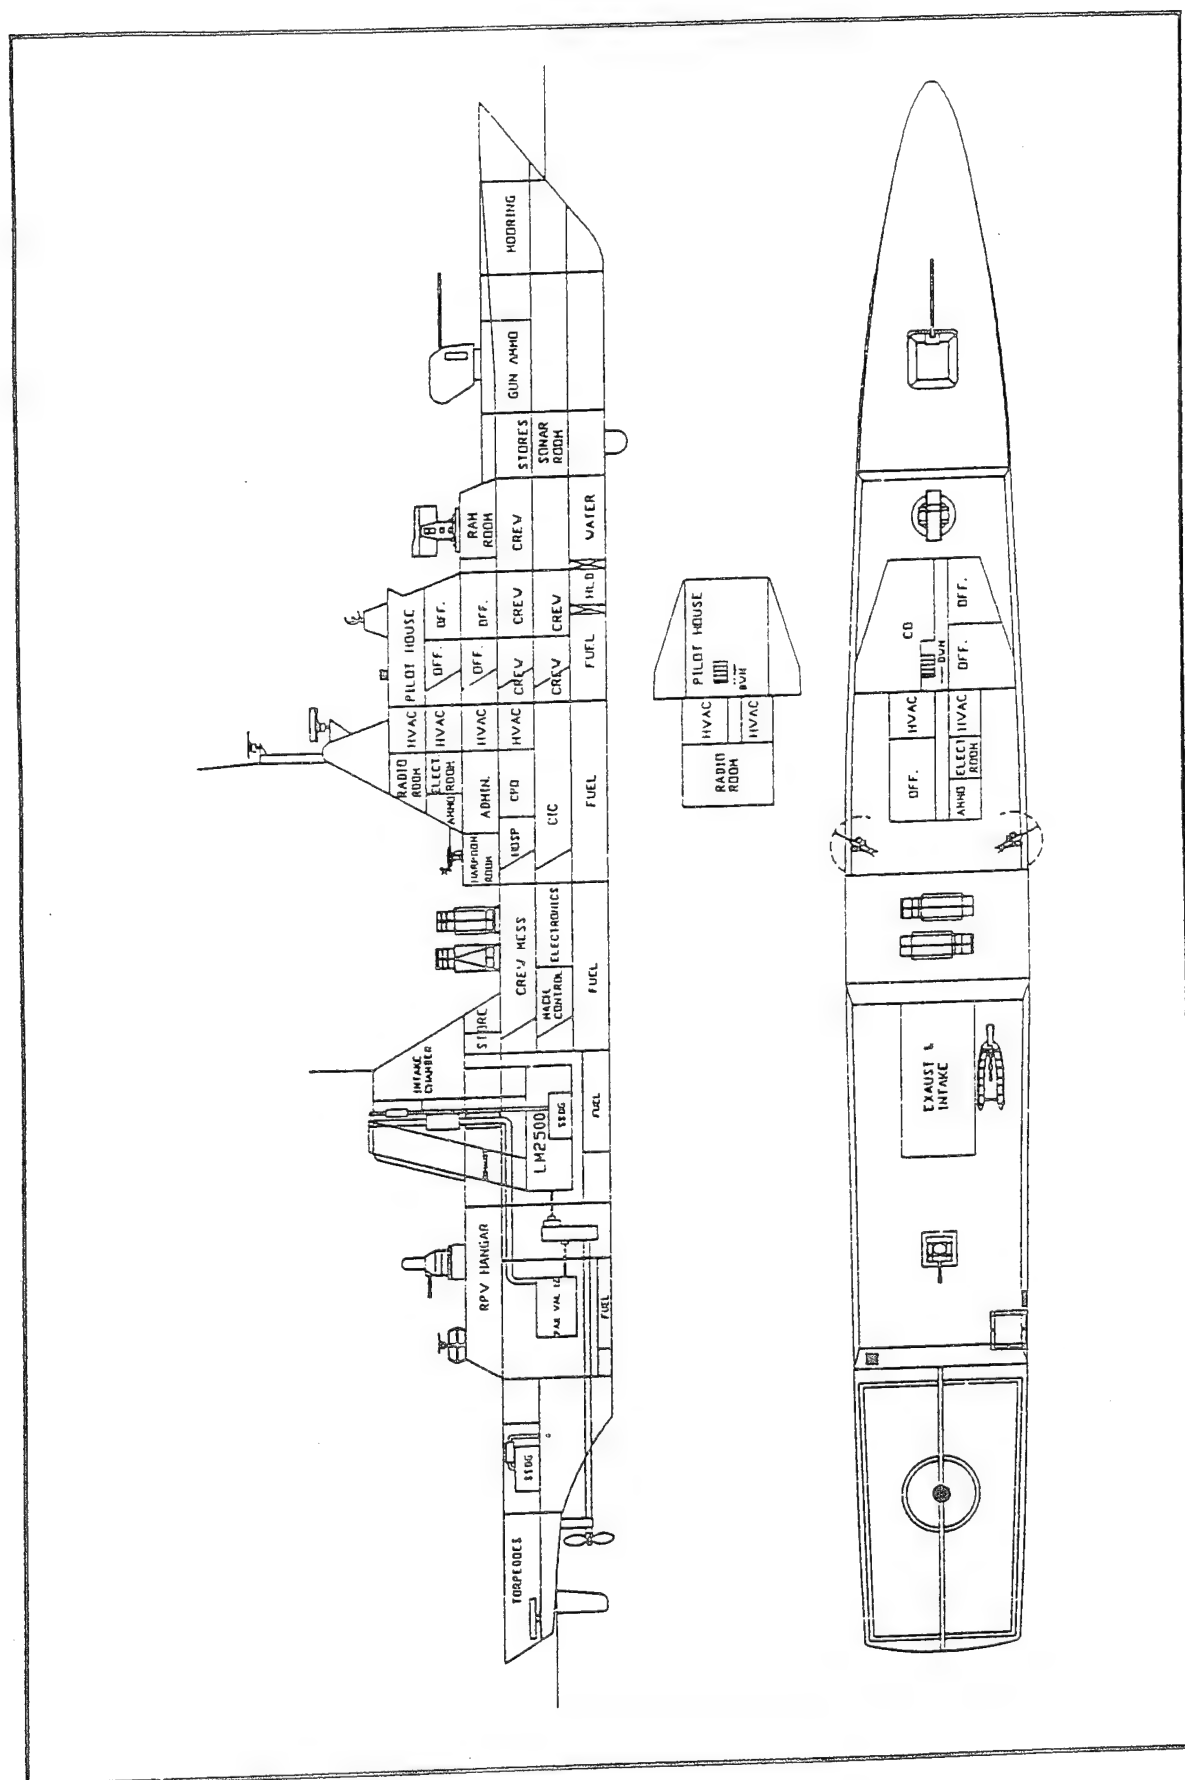 MOORING
GUN AMMO
STORES
SONAR
ROOM
RAM
ROOM
CREW
WATER
PILOT HOUSE
OFF.
OFF.
CREW
CREW
HLD
OFF.
OFF.
CREW
CREW
FUEL
HVAC
HVAC
HVAC
HVAC
RADIO
ROOM
ELECT.
ROOM
AMMO
ADMIN.
CPO
HOSP
CIC
FUEL
HARPOON
ROOM
CREW MESS
ELECTRONICS
MACH.
CONTROL
FUEL
STORE
INTAKE
CHAMBER
LM2500
SSDG
FUEL
RPV HANGAR
FUEL
SSDG
TORPEDOES
PILOT HOUSE
DWN
HVAC
HVAC
RADIO
ROOM
CO
DWN
OFF.
OFF.
HVAC
HVAC
OFF.
ELECT
ROOM
AMMO
EXAUST &
INTAKE